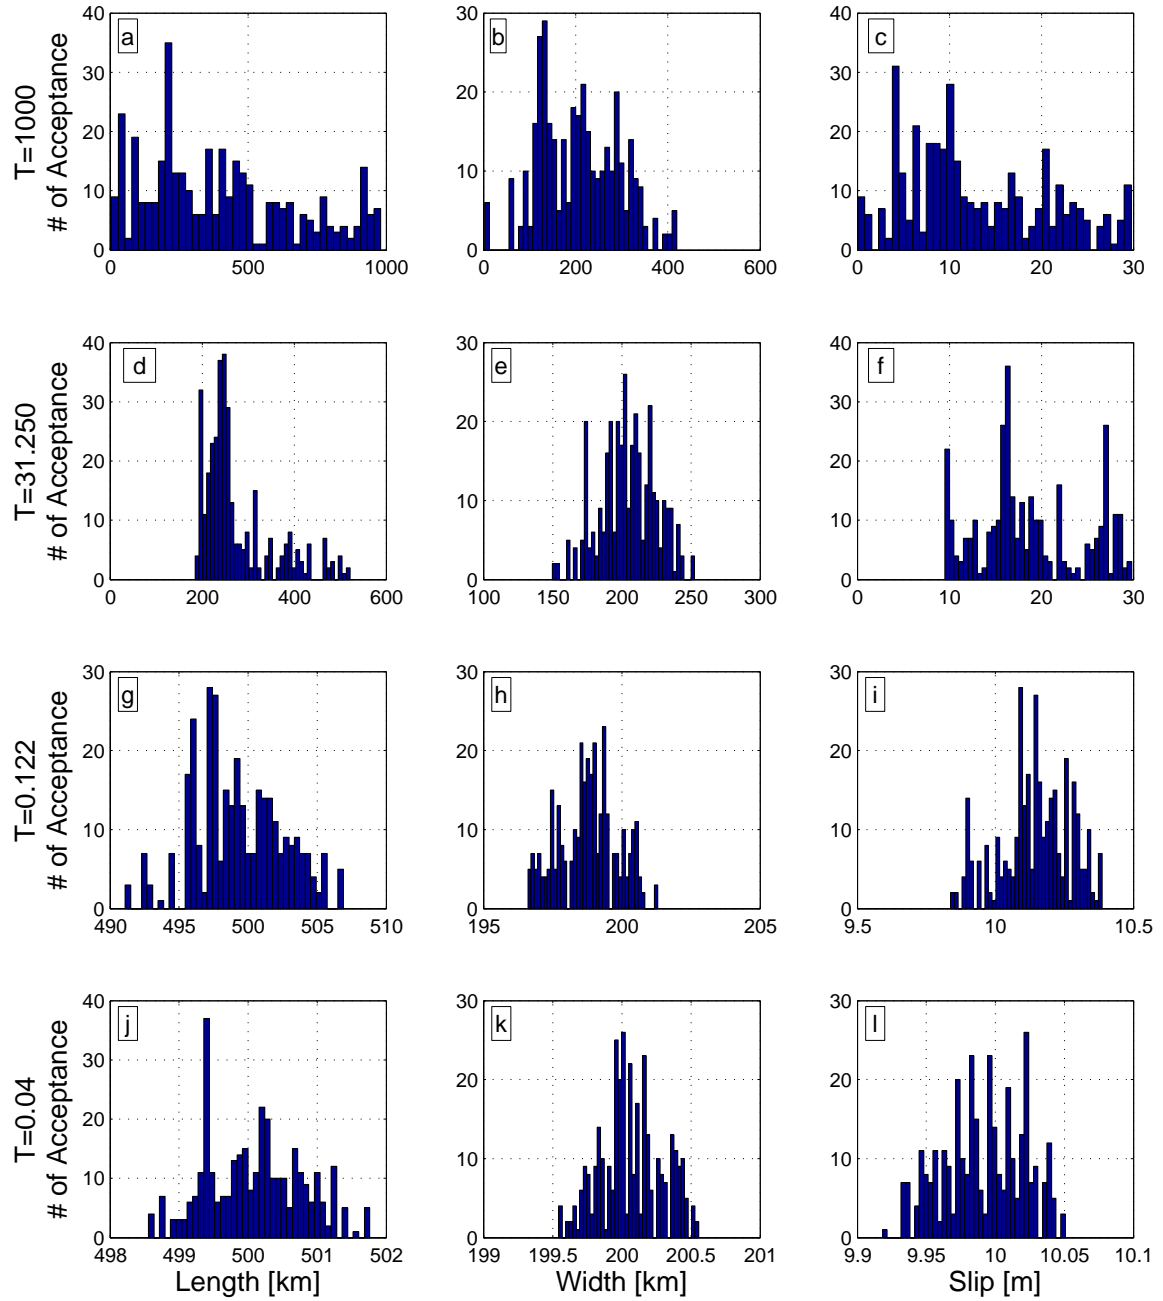 T=1000
# of Acceptance
a
40
30
20
10
0
0 500 1000
b
30
20
10
0
0 200 400 600
c
40
30
20
10
0
0 10 20 30
T=31.250
# of Acceptance
d
40
30
20
10
0
0 200 400 600
e
30
20
10
0
100 150 200 250 300
f
40
30
20
10
0
0 10 20 30
T=0.122
# of Acceptance
g
30
20
10
0
490 495 500 505 510
h
30
20
10
0
195 200 205
i
30
20
10
0
9.5 10 10.5
T=0.04
# of Acceptance
j
40
30
20
10
0
498 499 500 501 502
Length [km]
k
30
20
10
0
199 199.5 200 200.5 201
Width [km]
l
30
20
10
0
9.9 9.95 10 10.05 10.1
Slip [m]